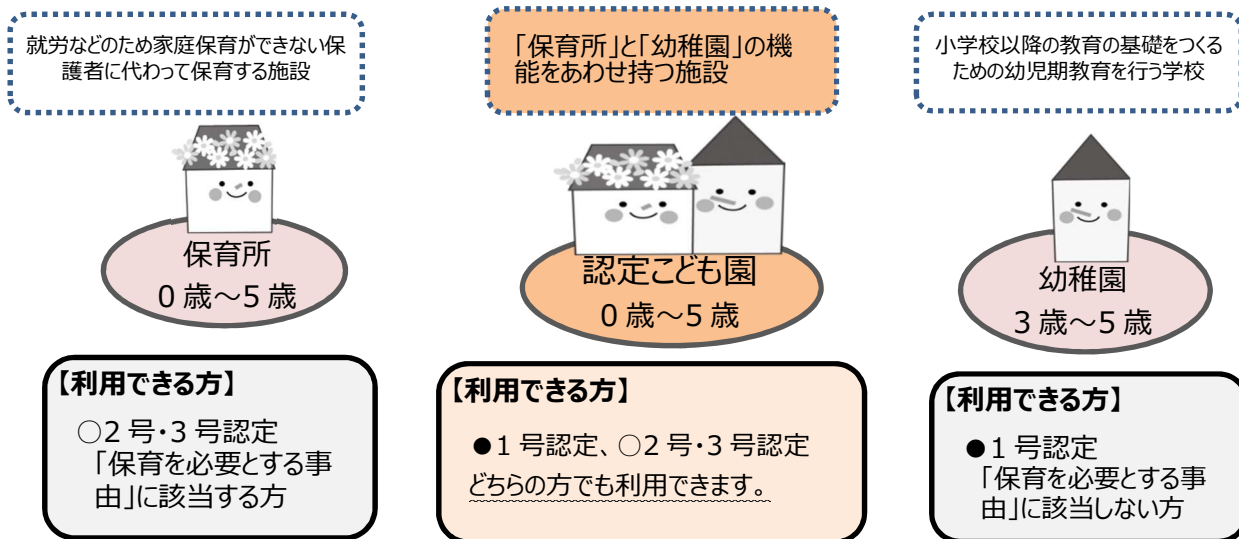 就労などのため家庭保育ができない保
護者に代わって保育する施設
「保育所」と「幼稚園」の機
能をあわせ持つ施設
小学校以降の教育の基礎をつくる
ための幼児期教育を行う学校
保育所
０歳～５歳
認定こども園
０歳～５歳
幼稚園
３歳～５歳
【利用できる方】
○２号・３号認定
「保育を必要とする事
由」に該当する方
【利用できる方】
●１号認定、○２号・３号認定
どちらの方でも利用できます。
【利用できる方】
●１号認定
「保育を必要とする事
由」に該当しない方